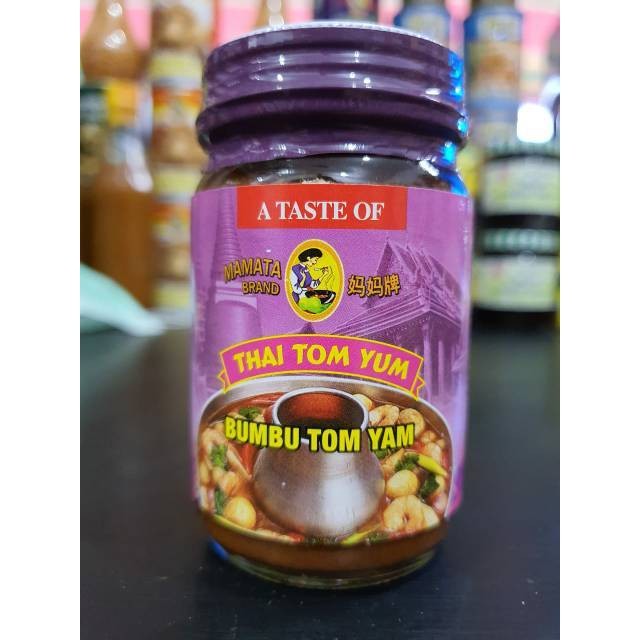 A TASTE OF
MAMATA
BRAND
妈妈牌
THAI TOM YUM
BUMBU TOM YAM